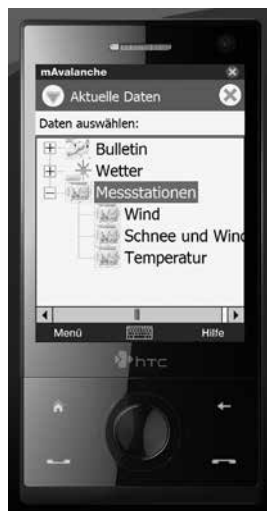 mAvalanche
Aktuelle Daten
Daten auswählen:
Bulletin
Wetter
Messstationen
Wind
Schnee und Wind
Temperatur
Menü Hilfe
hTC